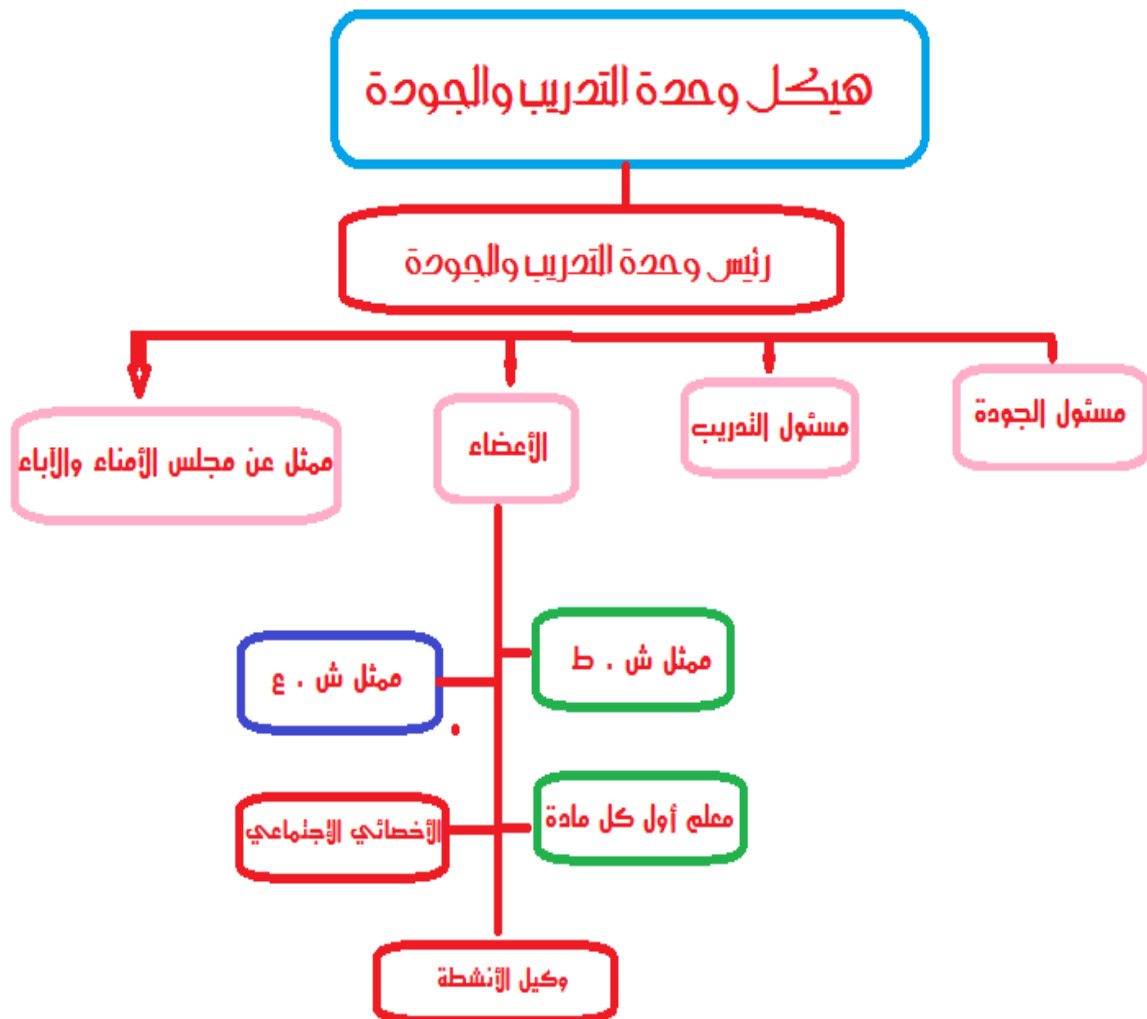 هيكل وحدة التدريب والجودة
رئيس وحدة التدريب والجودة
مسئول الجودة
مسئول التدريب
الأعضاء
ممثل عن مجلس الأمناء والآباء
ممثل ش . ط
ممثل ش . ع
معلم أول كل مادة
الأخصائي الإجتماعي
وكيل الأنشطة